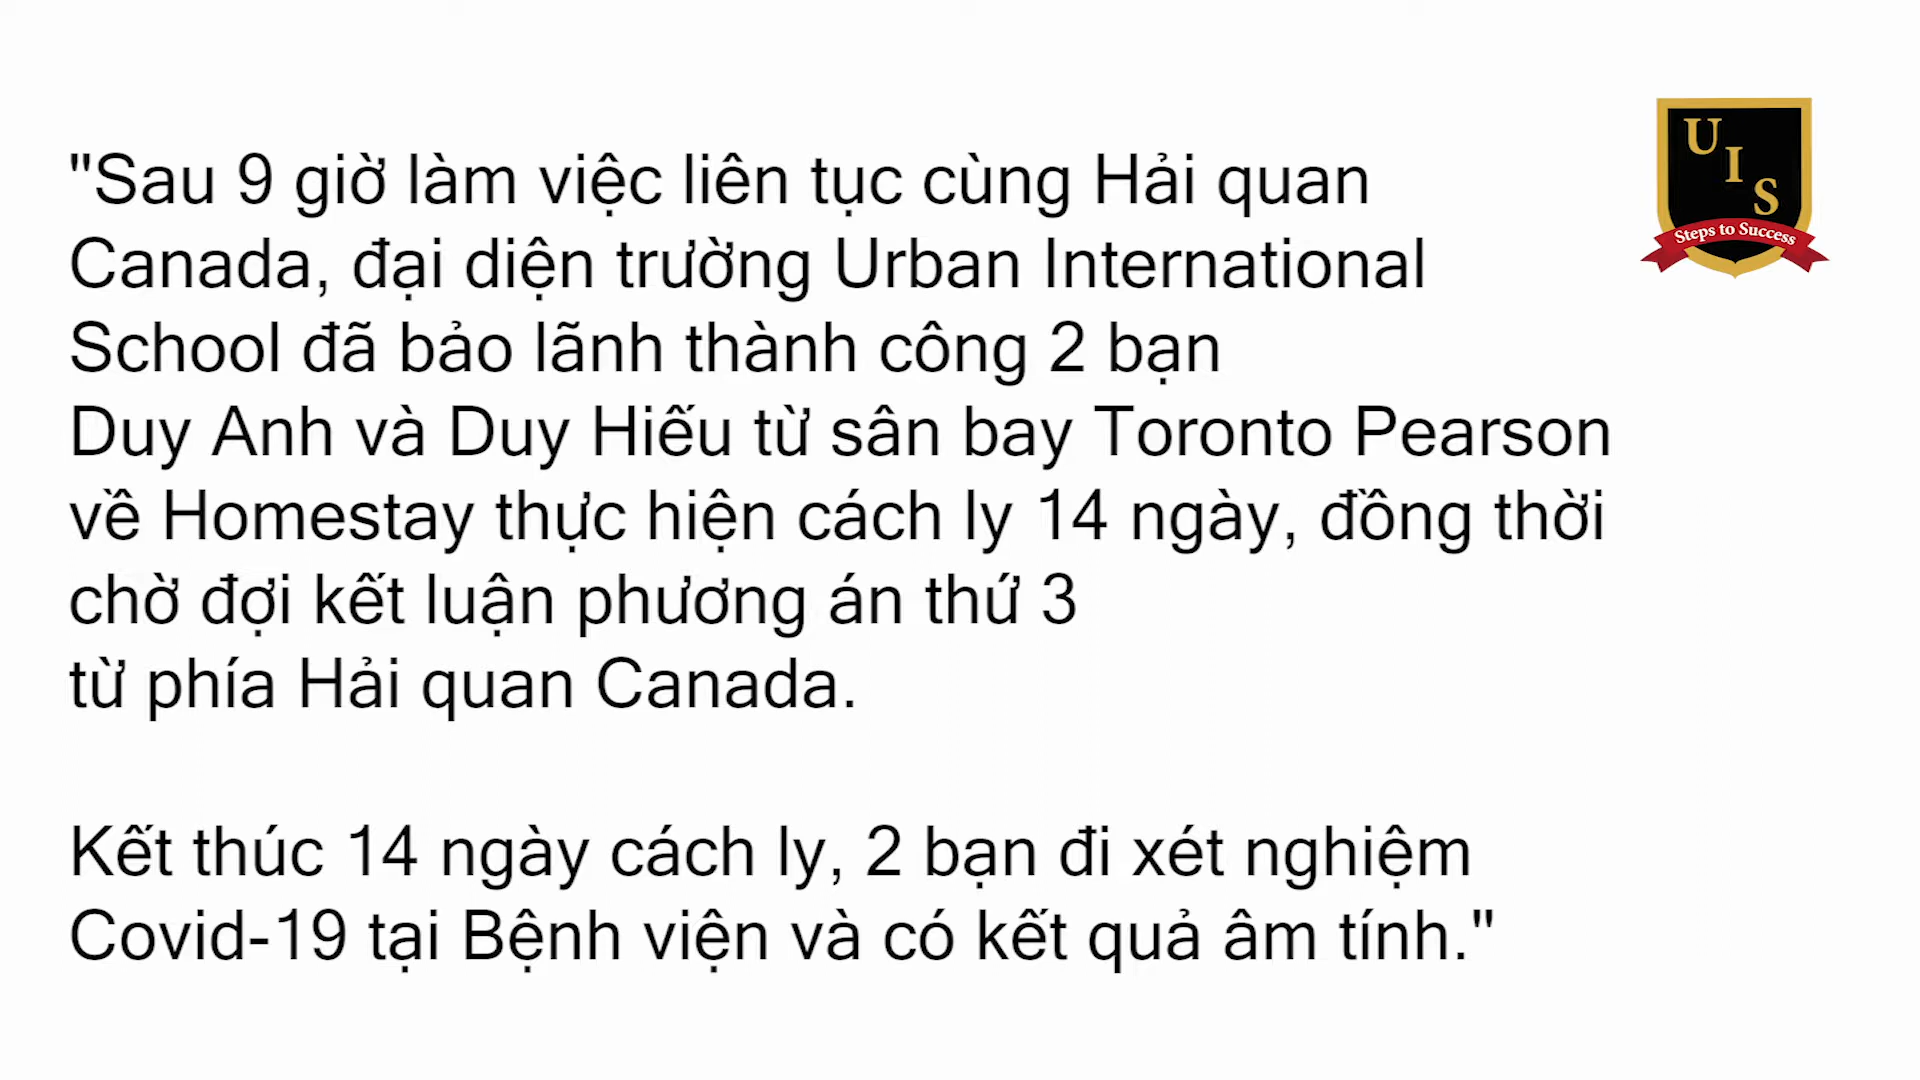 "Sau 9 giờ làm việc liên tục cùng Hải quan
Canada, đại diện trường Urban International
School đã bảo lãnh thành công 2 bạn
Duy Anh và Duy Hiếu từ sân bay Toronto Pearson
về Homestay thực hiện cách ly 14 ngày, đồng thời
chờ đợi kết luận phương án thứ 3
từ phía Hải quan Canada.
Kết thúc 14 ngày cách ly, 2 bạn đi xét nghiệm
Covid-19 tại Bệnh viện và có kết quả âm tính."
UIS
Steps to Success